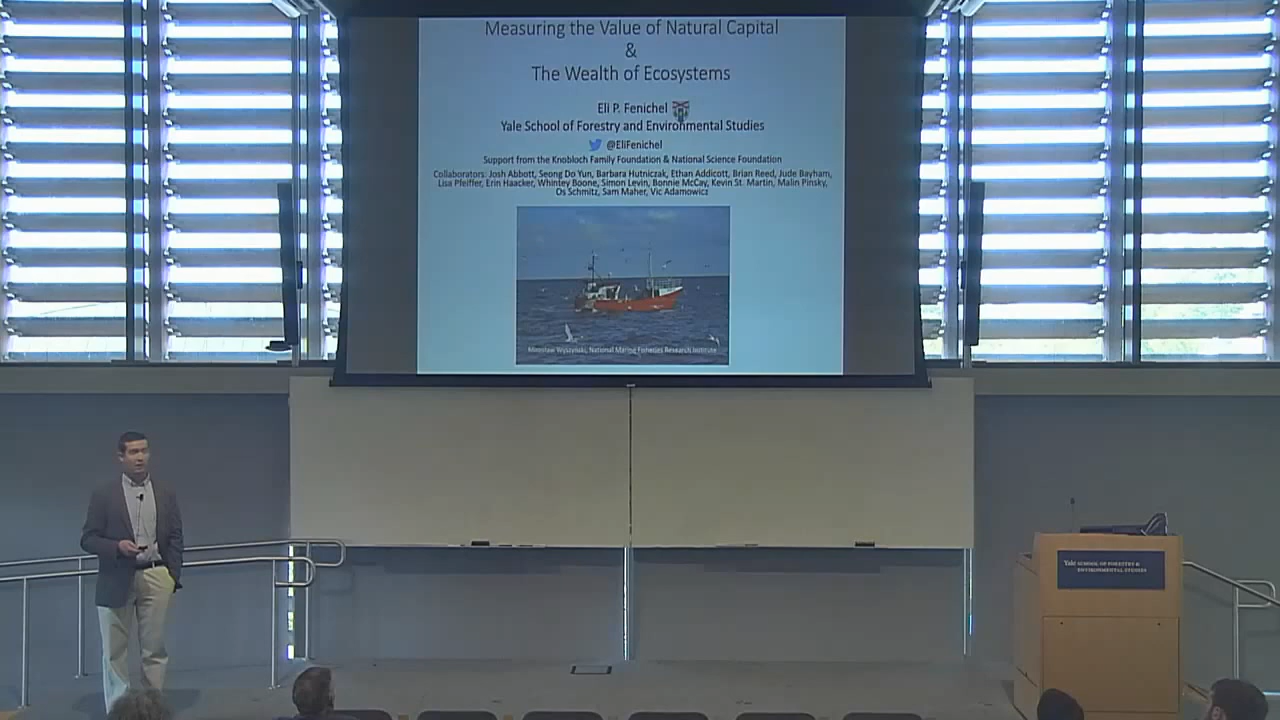 Measuring the Value of Natural Capital
&
The Wealth of Ecosystems
Eli P. Fenichel
Yale School of Forestry and Environmental Studies
@EliFenichel
Support from the Knobloch Family Foundation & National Science Foundation
Collaborators: Josh Abbott, Seong Do Yun, Barbara Hutniczak, Ethan Addicott, Brian Reed, Jude Bayham,
Lisa Pfeiffer, Erin Haacker, Whintey Boone, Simon Levin, Bonnie McCay, Kevin St. Martin, Malin Pinsky,
Os Schmitz, Sam Maher, Vic Adamowicz
Miroslaw Wyszynski, National Marine Fisheries Research Institute
Yale SCHOOL OF FORESTRY &
ENVIRONMENTAL STUDIES